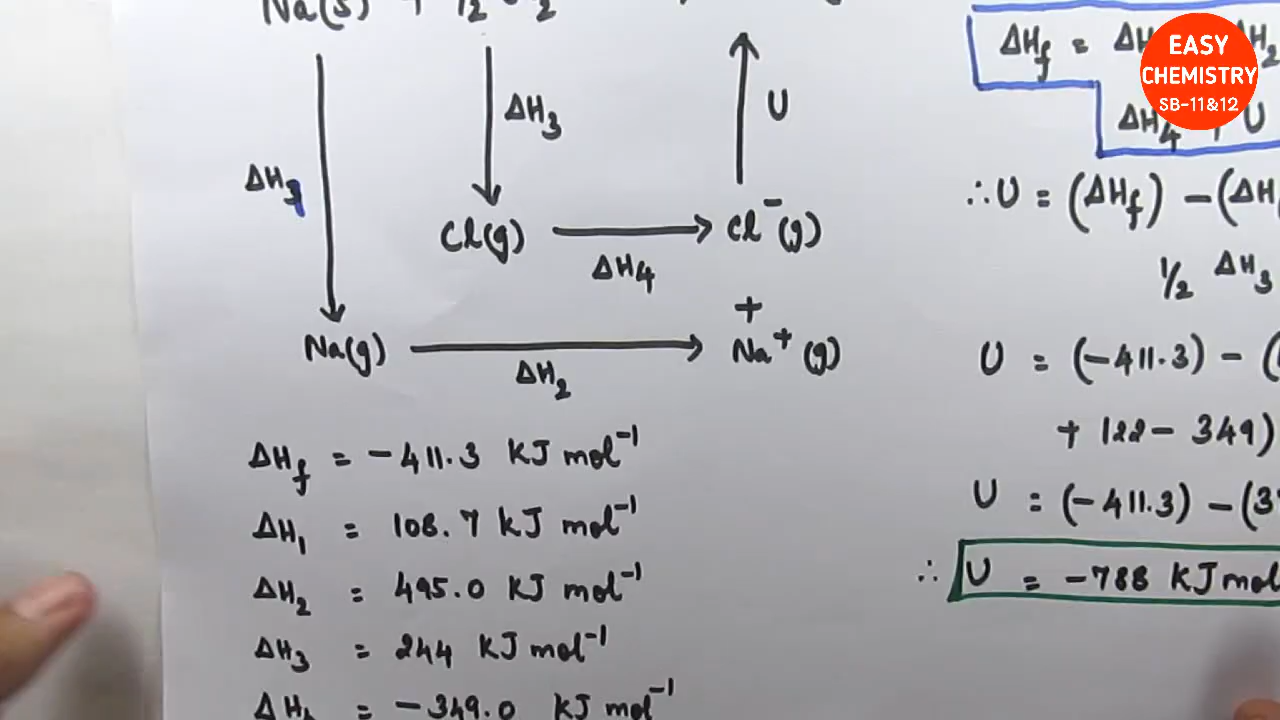 Na(s) + ½
ΔH3
U
ΔH
Cl(g)
Cl⁻(g)
ΔH4
+
Na(g)
Na⁺(g)
ΔH2
ΔHf = -411.3 KJ mol⁻¹
ΔH1 = 108.7 KJ mol⁻¹
ΔH2 = 495.0 KJ mol⁻¹
ΔH3 = 244 KJ mol⁻¹
= -349.0 KJ mol⁻¹
ΔHf =
ΔH4 + U
∴ U = (ΔHf) - (ΔH
½ ΔH3
U = (-411.3) - (
+ 122 - 349)
U = (-411.3) - (3
∴ U = -788 KJ mol
EASY
CHEMISTRY
SB-11&12